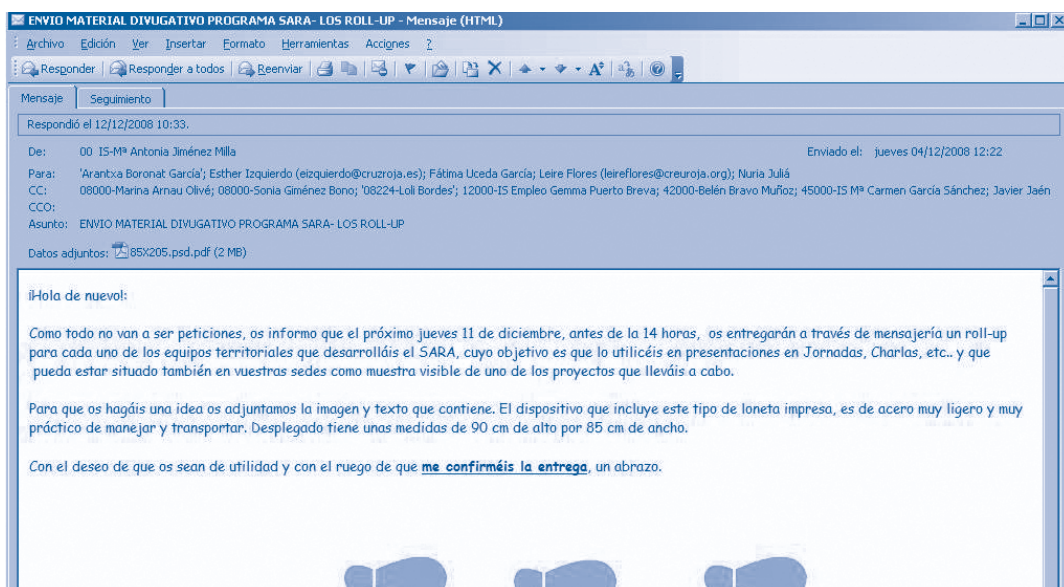 ENVIO MATERIAL DIVUGATIVO PROGRAMA SARA- LOS ROLL-UP - Mensaje (HTML)
Archivo Edición Ver Insertar Formato Herramientas Acciones ?
Responder Responder a todos Reenviar
Mensaje Seguimiento
Respondió el 12/12/2008 10:33.
De: 00 IS-Mª Antonia Jiménez Milla Enviado el: jueves 04/12/2008 12:22
Para: 'Arantxa Boronat García'; Esther Izquierdo (eizquierdo@cruzroja.es); Fátima Uceda García; Leire Flores (leireflores@creuroja.org); Nuria Juliá
CC: 08000-Marina Arnau Olivé; 08000-Sonia Giménez Bono; '08224-Loli Bordes'; 12000-IS Empleo Gemma Puerto Breva; 42000-Belén Bravo Muñoz; 45000-IS Mª Carmen García Sánchez; Javier Jaén
CCO:
Asunto: ENVIO MATERIAL DIVUGATIVO PROGRAMA SARA- LOS ROLL-UP
Datos adjuntos: 85X205.psd.pdf (2 MB)
¡Hola de nuevo!:
Como todo no van a ser peticiones, os informo que el próximo jueves 11 de diciembre, antes de la 14 horas, os entregarán a través de mensajería un roll-up
para cada uno de los equipos territoriales que desarrolláis el SARA, cuyo objetivo es que lo utilicéis en presentaciones en Jornadas, Charlas, etc.. y que
pueda estar situado también en vuestras sedes como muestra visible de uno de los proyectos que lleváis a cabo.
Para que os hagáis una idea os adjuntamos la imagen y texto que contiene. El dispositivo que incluye este tipo de loneta impresa, es de acero muy ligero y muy
práctico de manejar y transportar. Desplegado tiene unas medidas de 90 cm de alto por 85 cm de ancho.
Con el deseo de que os sean de utilidad y con el ruego de que me confirméis la entrega, un abrazo.